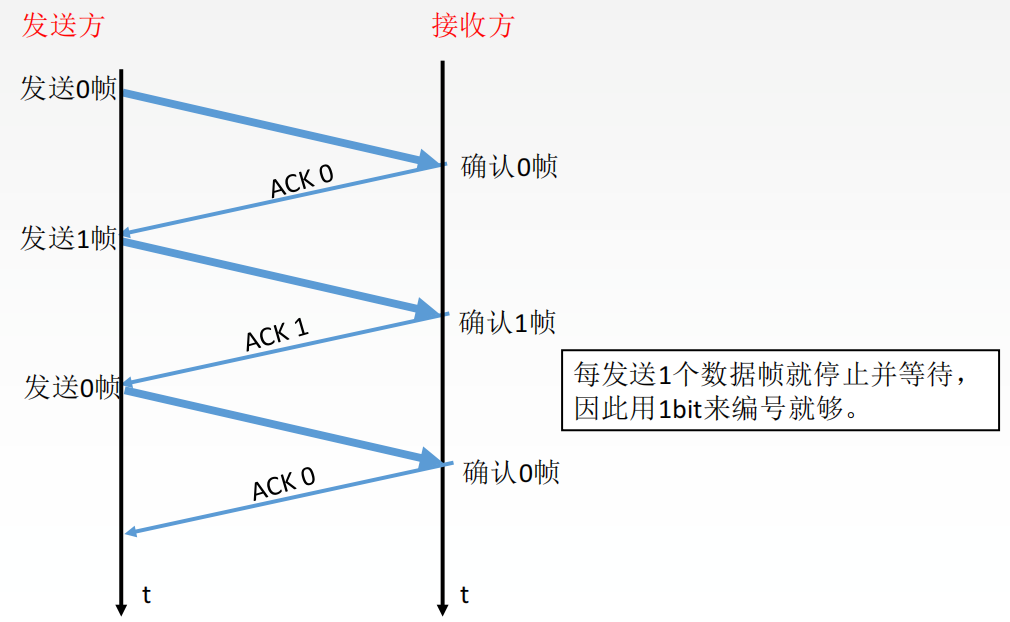 发送方
接收方
发送0帧
确认0帧
ACK 0
发送1帧
确认1帧
ACK 1
每发送1个数据帧就停止并等待，
因此用1bit来编号就够。
发送0帧
确认0帧
ACK 0
t
t